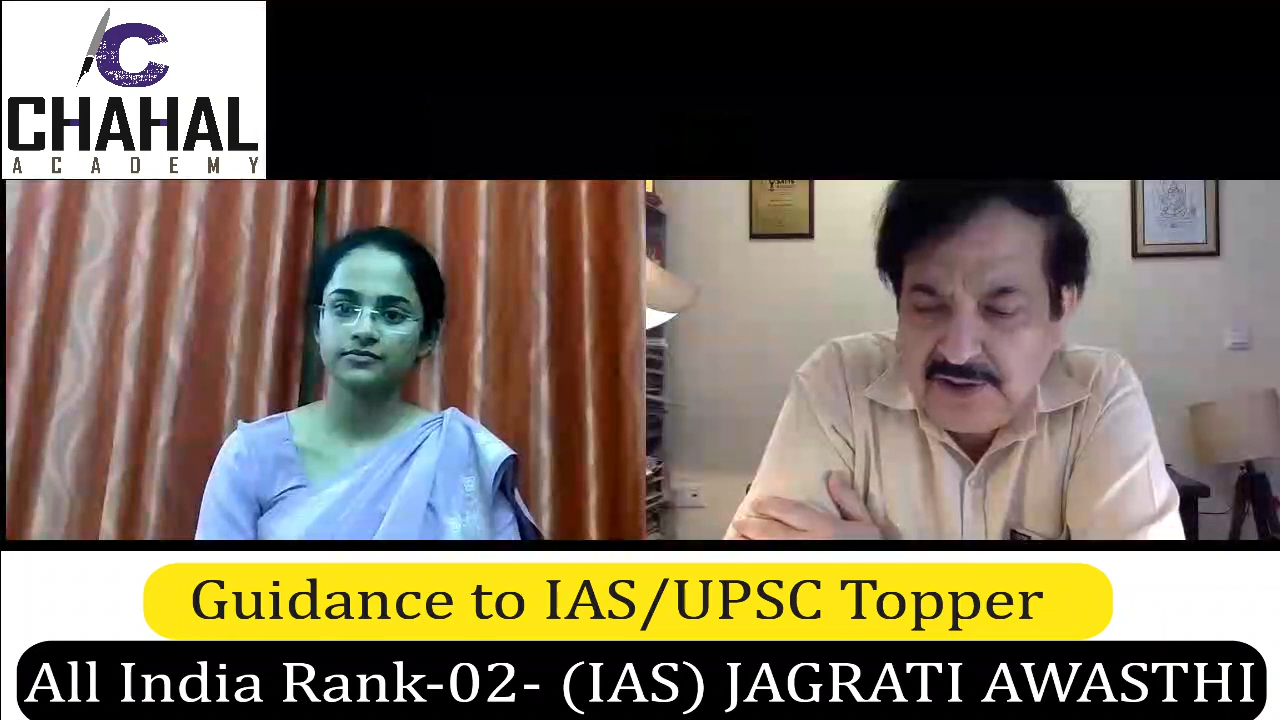 CHAHAL
ACADEMY
Guidance to IAS/UPSC Topper
All India Rank-02- (IAS) JAGRATI AWASTHI